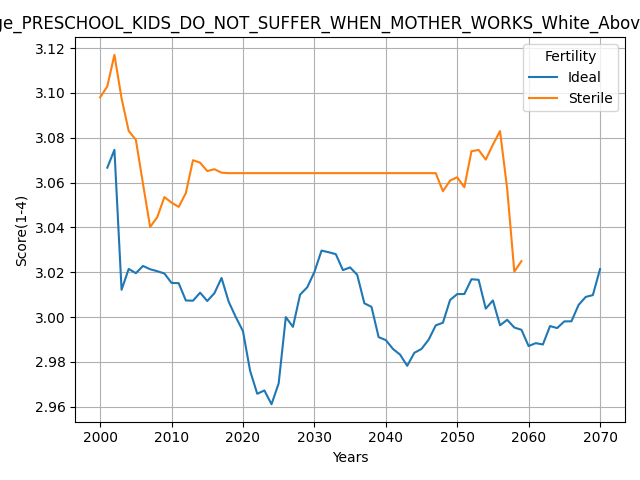 ge_PRESCHOOL_KIDS_DO_NOT_SUFFER_WHEN_MOTHER_WORKS_White_Abov
Fertility
Ideal
Sterile
Score(1-4)
3.12
3.10
3.08
3.06
3.04
3.02
3.00
2.98
2.96
2000 2010 2020 2030 2040 2050 2060 2070
Years